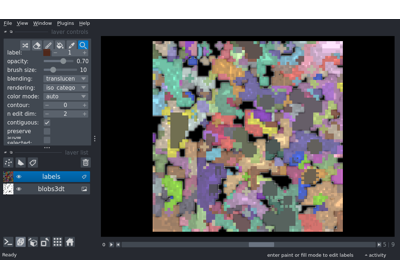 File View Window Plugins Help
layer controls
label: 1
opacity: 0.70
brush size: 10
blending: translucen
rendering: iso catego
color mode: auto
contour: − 0 +
n edit dim: − 2 +
contiguous: ✓
preserve
selected:
layer list
labels
blobs3dt
Ready
enter paint or fill mode to edit labels
activity